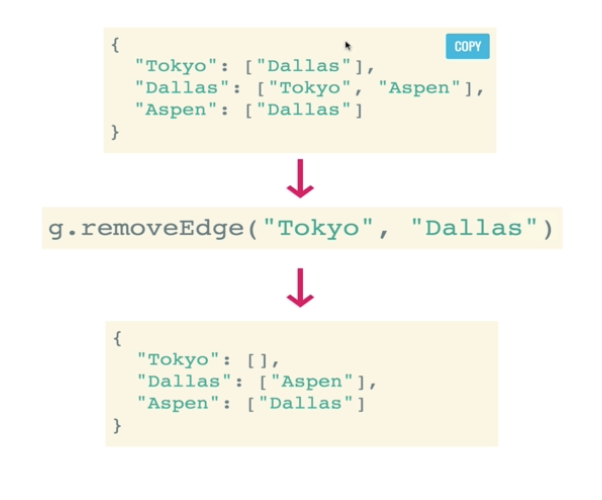 {
COPY
"Tokyo": ["Dallas"],
"Dallas": ["Tokyo", "Aspen"],
"Aspen": ["Dallas"]
}
g.removeEdge("Tokyo", "Dallas")
{
"Tokyo": [],
"Dallas": ["Aspen"],
"Aspen": ["Dallas"]
}